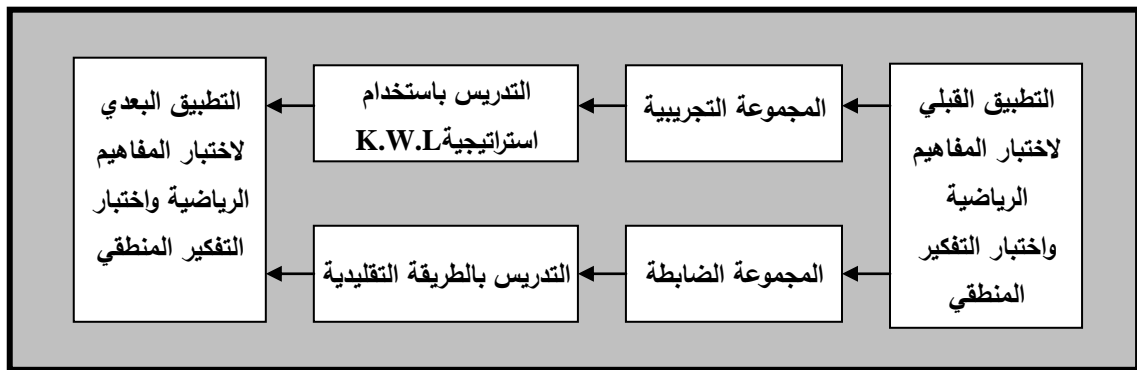 التطبيق القبلي
لاختبار المفاهيم
الرياضية
واختبار التفكير
المنطقي
المجموعة التجريبية
التدريس باستخدام
استراتيجيةK.W.L
المجموعة الضابطة
التدريس بالطريقة التقليدية
التطبيق البعدي
لاختبار المفاهيم
الرياضية واختبار
التفكير المنطقي